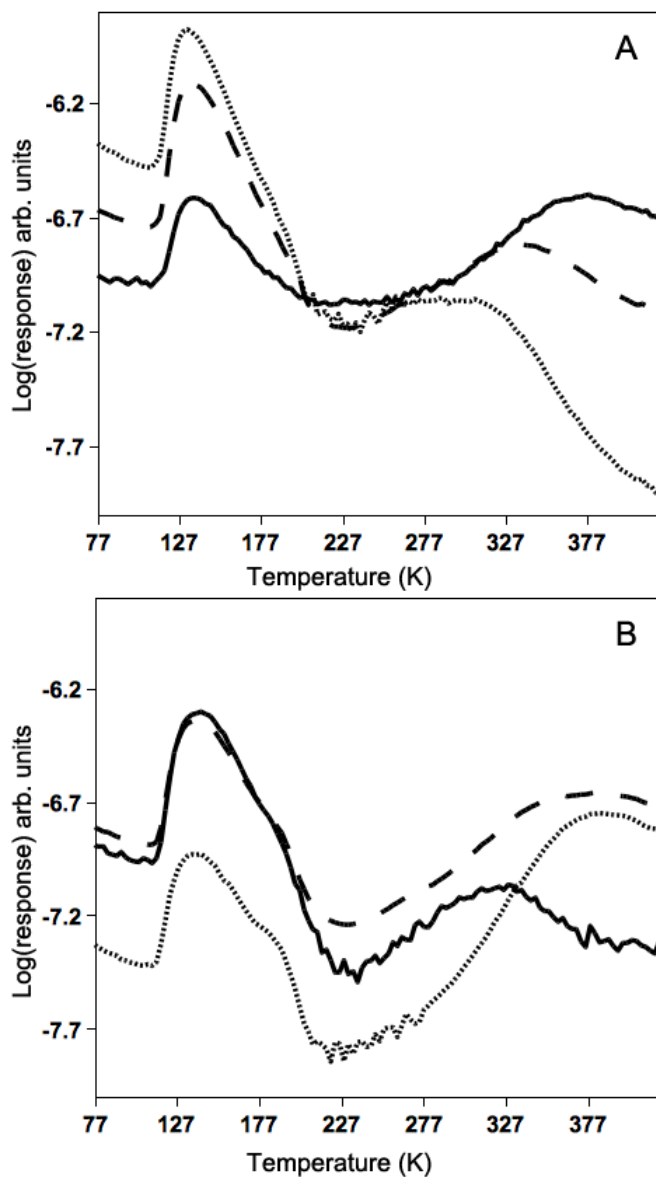 A
Log(response) arb. units
-6.2
-6.7
-7.2
-7.7
77 127 177 227 277 327 377
Temperature (K)
B
Log(response) arb. units
-6.2
-6.7
-7.2
-7.7
77 127 177 227 277 327 377
Temperature (K)